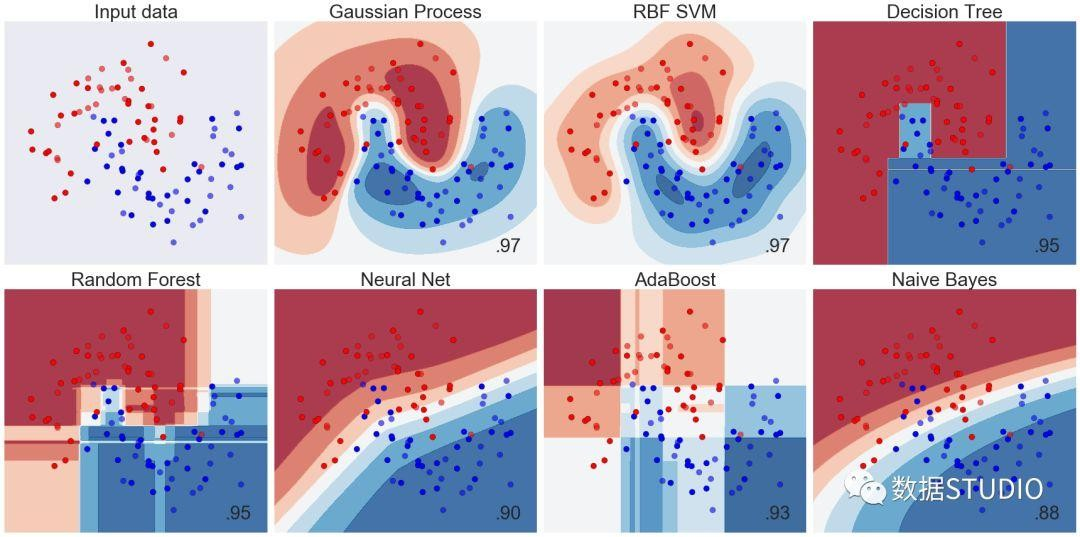 Input data
Gaussian Process
RBF SVM
Decision Tree
.97
.97
.95
Random Forest
Neural Net
AdaBoost
Naive Bayes
数据STUDIO
.95
.90
.93
.88